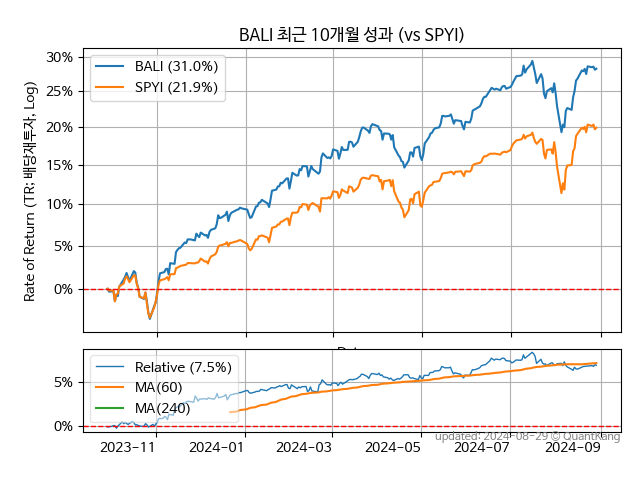 BALI 최근 10개월 성과 (vs SPYI)
Rate of Return (TR: 배당재투자, Log)
30%
25%
20%
15%
10%
5%
0%
BALI (31.0%)
SPYI (21.9%)
5%
0%
Relative (7.5%)
MA(60)
MA(240)
2023-11
2024-01
2024-03
2024-05
2024-07
2024-09
updated: 2024-08-29 © QuantKang